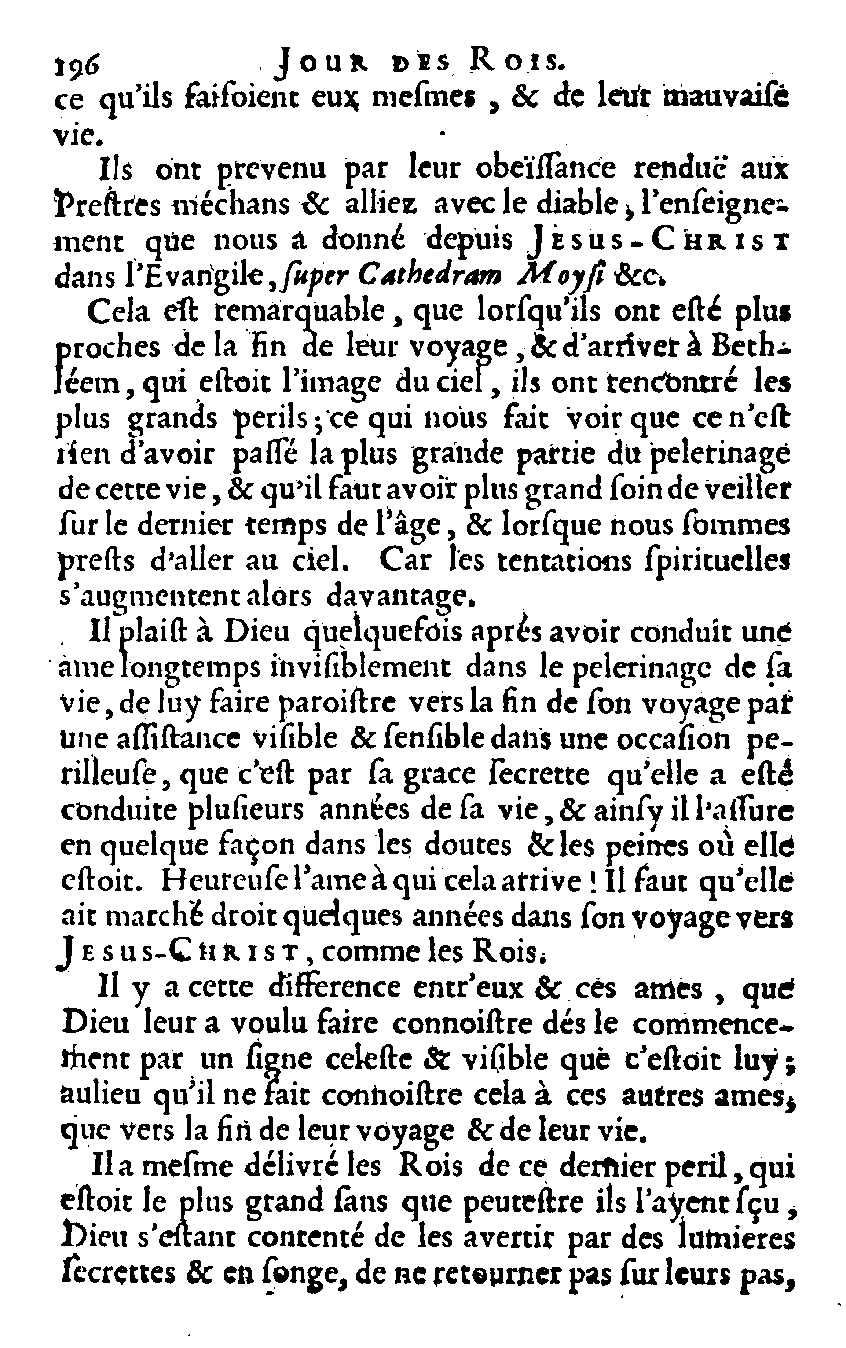 196 JOUR DES ROIS.
ce qu'ils faiſoient eux meſmes, & de leur mauvaiſe
vie.
Ils ont prevenu par leur obeïſſance renduë aux
Preſtres méchans & alliez avec le diable, l'enſeigne-
ment que nous a donné depuis JESUS-CHRIST
dans l'Evangile, ſuper Cathedram Moyſi &c.
Cela eſt remarquable, que lorſqu'ils ont eſté plus
proches de la fin de leur voyage, & d'arriver à Beth-
léem, qui eſtoit l'image du ciel, ils ont rencontré les
plus grands perils; ce qui nous fait voir que ce n'eſt
rien d'avoir paſſé la plus grande partie du pelerinage
de cette vie, & qu'il faut avoir plus grand ſoin de veiller
ſur le dernier temps de l'âge, & lorſque nous ſommes
preſts d'aller au ciel. Car les tentations ſpirituelles
s'augmentent alors davantage.
Il plaiſt à Dieu quelquefois aprés avoir conduit une
ame longtemps inviſiblement dans le pelerinage de ſa
vie, de luy faire paroiſtre vers la fin de ſon voyage par
une aſſiſtance viſible & ſenſible dans une occaſion pe-
rilleuſe, que c'eſt par ſa grace ſecrette qu'elle a eſté
conduite pluſieurs années de ſa vie, & ainſy il l'aſſure
en quelque façon dans les doutes & les peines où elle
eſtoit. Heureuſe l'ame à qui cela arrive! Il faut qu'elle
ait marché droit quelques années dans ſon voyage vers
JESUS-CHRIST, comme les Rois.
Il y a cette difference entr'eux & ces ames, que
Dieu leur a voulu faire connoiſtre dés le commence-
ment par un ſigne celeſte & viſible que c'eſtoit luy;
aulieu qu'il ne fait connoiſtre cela à ces autres ames,
que vers la fin de leur voyage & de leur vie.
Il a meſme délivré les Rois de ce dernier peril, qui
eſtoit le plus grand ſans que peuteſtre ils l'ayent ſçu,
Dieu s'eſtant contenté de les avertir par des lumieres
ſecrettes & en ſonge, de ne retourner pas ſur leurs pas,